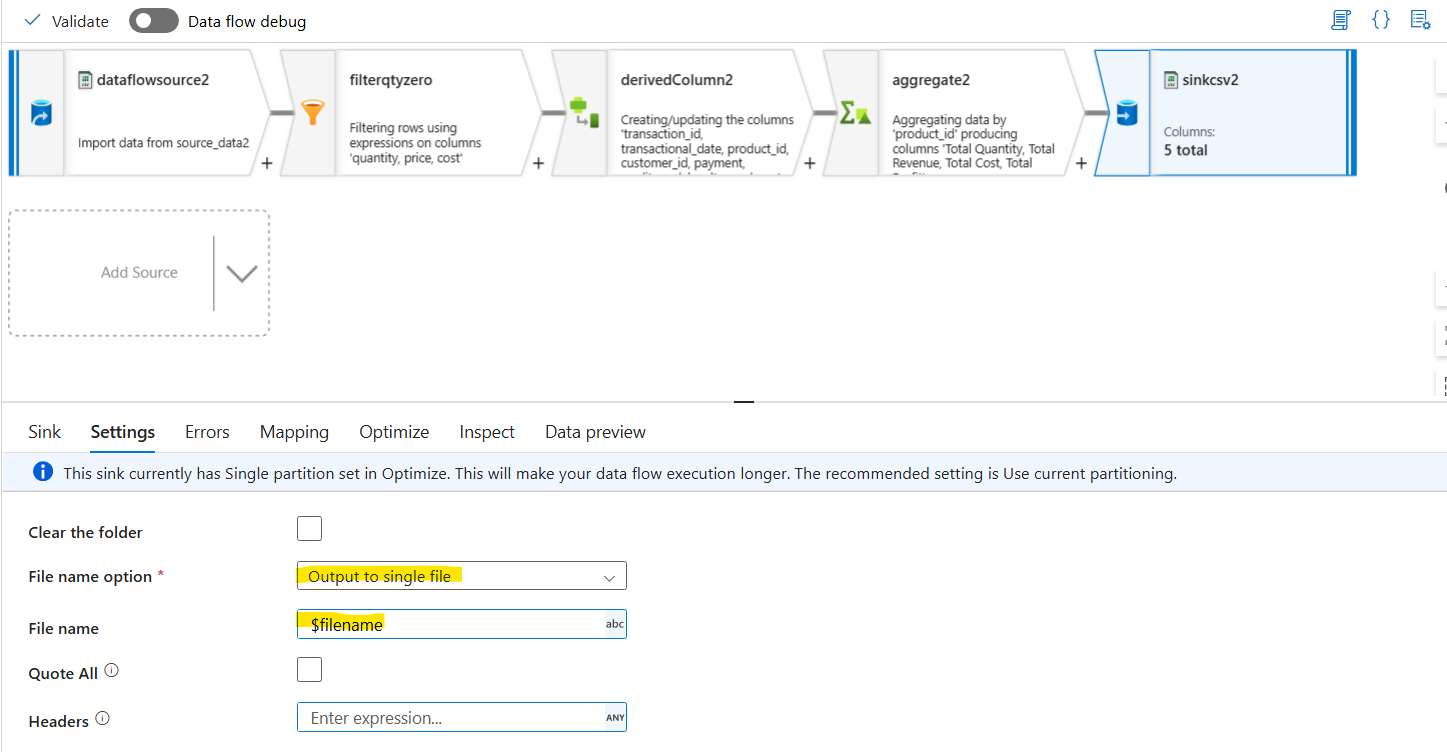 Validate
Data flow debug
dataflowsource2
Import data from source_data2
+
filterqtyzero
Filtering rows using
expressions on columns
'quantity, price, cost'
+
derivedColumn2
Creating/updating the columns
'transaction_id,
transactional_date, product_id,
customer_id, payment,
+
aggregate2
Aggregating data by
'product_id' producing
columns 'Total Quantity, Total
Revenue, Total Cost, Total
+
sinkcsv2
Columns:
5 total
Add Source
Sink
Settings
Errors
Mapping
Optimize
Inspect
Data preview
This sink currently has Single partition set in Optimize. This will make your data flow execution longer. The recommended setting is Use current partitioning.
Clear the folder
File name option *
Output to single file
File name
$filename
abc
Quote All
Headers
Enter expression...
ANY